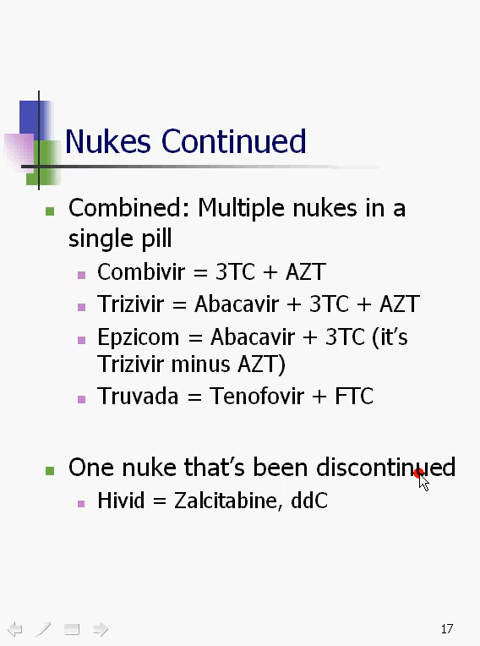 Nukes Continued
Combined: Multiple nukes in a
single pill
Combivir = 3TC + AZT
Trizivir = Abacavir + 3TC + AZT
Epzicom = Abacavir + 3TC (it's
Trizivir minus AZT)
Truvada = Tenofovir + FTC
One nuke that's been discontinued
Hivid = Zalcitabine, ddC
17